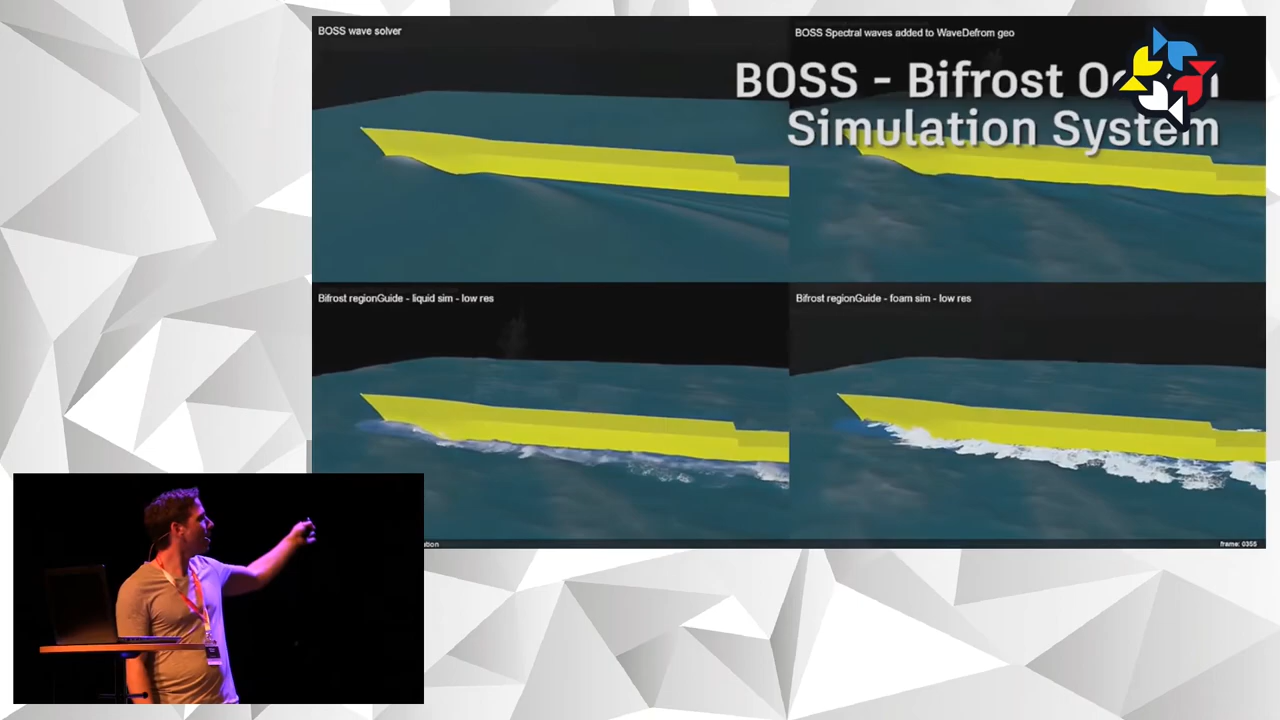 BOSS wave solver
BOSS Spectral waves added to WaveDefrom geo
BOSS - Bifrost
Simulation System
Bifrost regionGuide - liquid sim - low res
Bifrost regionGuide - foam sim - low res
frame: 0355